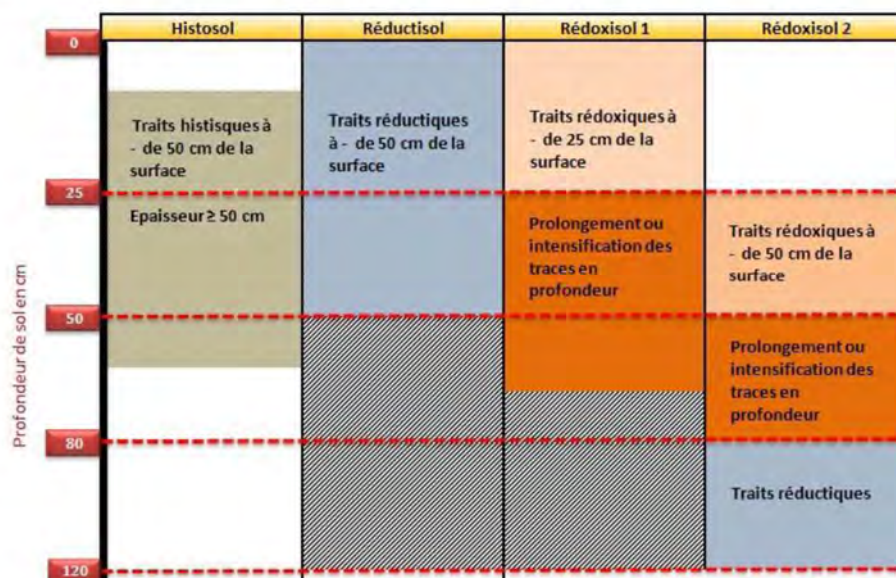 Histosol
Réductisol
Rédoxisol 1
Rédoxisol 2
Profondeur de sol en cm
0
25
50
80
120
Traits histisques à
- de 50 cm de la
surface
Epaisseur ≥ 50 cm
Traits réductiques
à - de 50 cm de la
surface
Traits rédoxiques à
- de 25 cm de la
surface
Prolongement ou
intensification des
traces en
profondeur
Traits rédoxiques à
- de 50 cm de la
surface
Prolongement ou
intensification des
traces en
profondeur
Traits réductiques